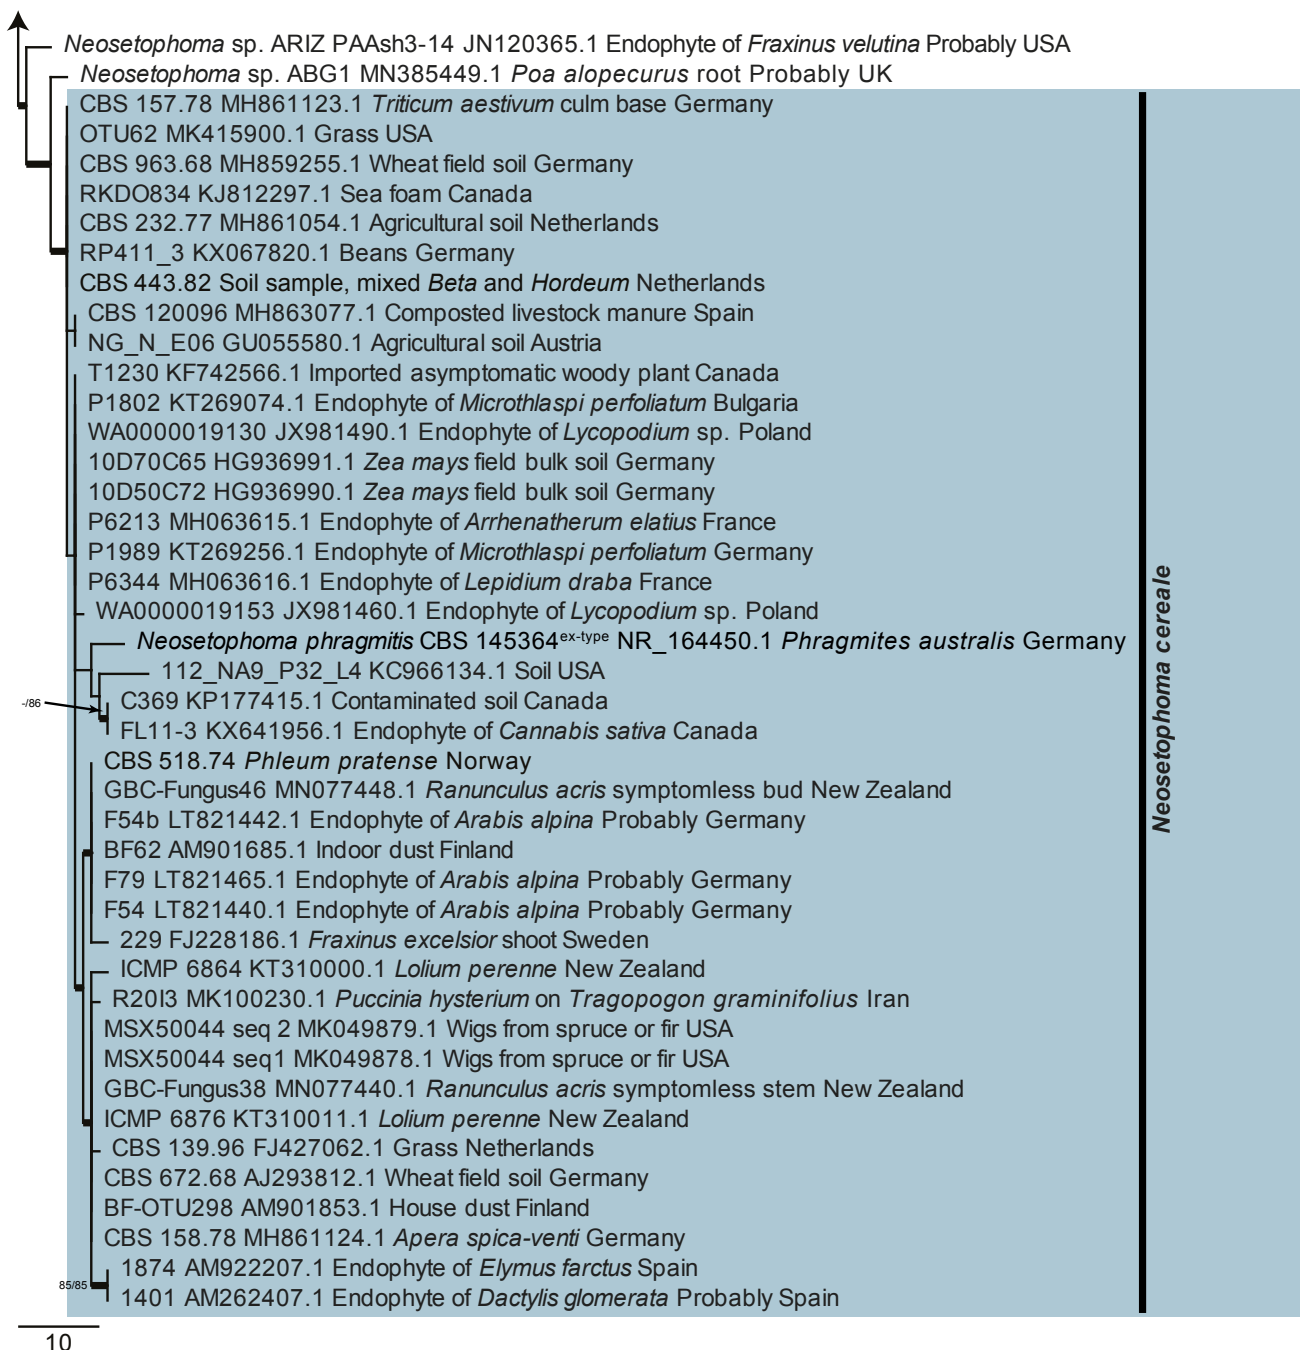 Neosetophoma sp. ARIZ PAAsh3-14 JN120365.1 Endophyte of Fraxinus velutina Probably USA
Neosetophoma sp. ABG1 MN385449.1 Poa alopecurus root Probably UK
CBS 157.78 MH861123.1 Triticum aestivum culm base Germany
OTU62 MK415900.1 Grass USA
CBS 963.68 MH859255.1 Wheat field soil Germany
RKDO834 KJ812297.1 Sea foam Canada
CBS 232.77 MH861054.1 Agricultural soil Netherlands
RP411_3 KX067820.1 Beans Germany
CBS 443.82 Soil sample, mixed Beta and Hordeum Netherlands
CBS 120096 MH863077.1 Composted livestock manure Spain
NG_N_E06 GU055580.1 Agricultural soil Austria
T1230 KF742566.1 Imported asymptomatic woody plant Canada
P1802 KT269074.1 Endophyte of Microthlaspi perfoliatum Bulgaria
WA0000019130 JX981490.1 Endophyte of Lycopodium sp. Poland
10D70C65 HG936991.1 Zea mays field bulk soil Germany
10D50C72 HG936990.1 Zea mays field bulk soil Germany
P6213 MH063615.1 Endophyte of Arrhenatherum elatius France
P1989 KT269256.1 Endophyte of Microthlaspi perfoliatum Germany
P6344 MH063616.1 Endophyte of Lepidium draba France
WA0000019153 JX981460.1 Endophyte of Lycopodium sp. Poland
Neosetophoma phragmitis CBS 145364ex-type NR_164450.1 Phragmites australis Germany
112_NA9_P32_L4 KC966134.1 Soil USA
-/86
C369 KP177415.1 Contaminated soil Canada
FL11-3 KX641956.1 Endophyte of Cannabis sativa Canada
CBS 518.74 Phleum pratense Norway
GBC-Fungus46 MN077448.1 Ranunculus acris symptomless bud New Zealand
F54b LT821442.1 Endophyte of Arabis alpina Probably Germany
BF62 AM901685.1 Indoor dust Finland
F79 LT821465.1 Endophyte of Arabis alpina Probably Germany
F54 LT821440.1 Endophyte of Arabis alpina Probably Germany
229 FJ228186.1 Fraxinus excelsior shoot Sweden
ICMP 6864 KT310000.1 Lolium perenne New Zealand
R20I3 MK100230.1 Puccinia hysterium on Tragopogon graminifolius Iran
MSX50044 seq 2 MK049879.1 Wigs from spruce or fir USA
MSX50044 seq1 MK049878.1 Wigs from spruce or fir USA
GBC-Fungus38 MN077440.1 Ranunculus acris symptomless stem New Zealand
ICMP 6876 KT310011.1 Lolium perenne New Zealand
CBS 139.96 FJ427062.1 Grass Netherlands
CBS 672.68 AJ293812.1 Wheat field soil Germany
BF-OTU298 AM901853.1 House dust Finland
CBS 158.78 MH861124.1 Apera spica-venti Germany
1874 AM922207.1 Endophyte of Elymus farctus Spain
85/85
1401 AM262407.1 Endophyte of Dactylis glomerata Probably Spain
Neosetophoma cereale
10